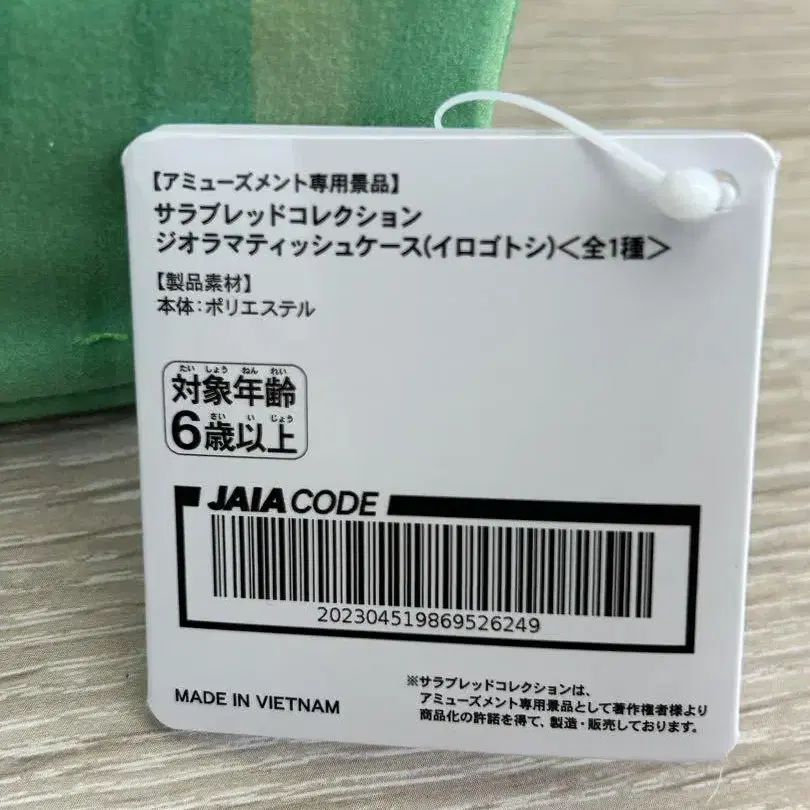 【アミューズメント専用景品】
サラブレッドコレクション
ジオラマティッシュケース(イロゴトシ)<全1種>
【製品素材】
本体:ポリエステル
たい しょう ねん れい
対象年齢
さい い じょう
6歳以上
JAIA CODE
202304519869526249
MADE IN VIETNAM
※サラブレッドコレクションは、
アミューズメント専用景品として著作権者様より
商品化の許諾を得て、製造・販売しております。